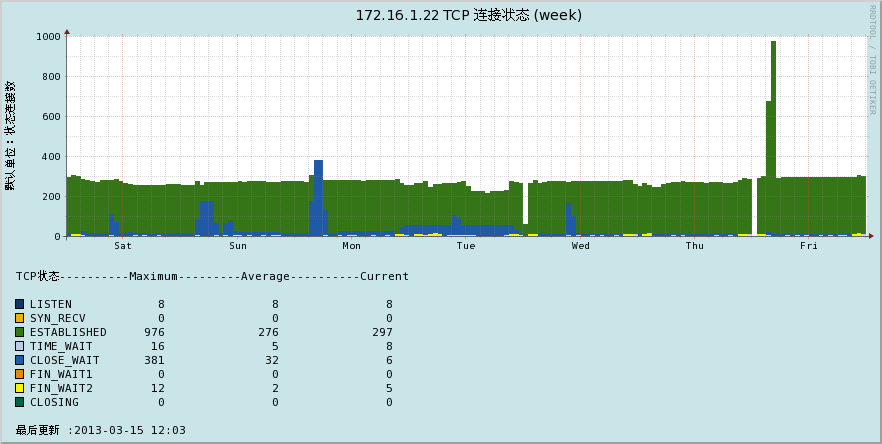 172.16.1.22 TCP 连接状态 (week)
RRDTOOL / TOBI OETIKER
默认单位：状态连接数
1000
800
600
400
200
0
Sat Sun Mon Tue Wed Thu Fri
TCP状态----------Maximum---------Average----------Current
LISTEN 8 8 8
SYN_RECV 0 0 0
ESTABLISHED 976 276 297
TIME_WAIT 16 5 8
CLOSE_WAIT 381 32 6
FIN_WAIT1 0 0 0
FIN_WAIT2 12 2 5
CLOSING 0 0 0
最后更新 :2013-03-15 12:03